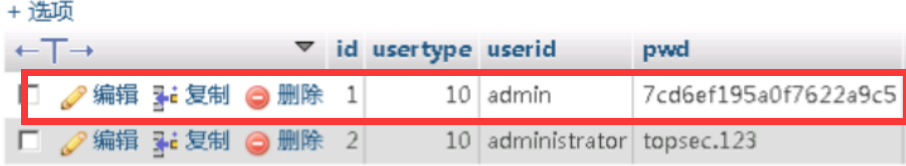 + 选项
←T→ ▼ id usertype userid pwd
编辑 复制 删除 1 10 admin 7cd6ef195a0f7622a9c5
编辑 复制 删除 2 10 administrator topsec.123